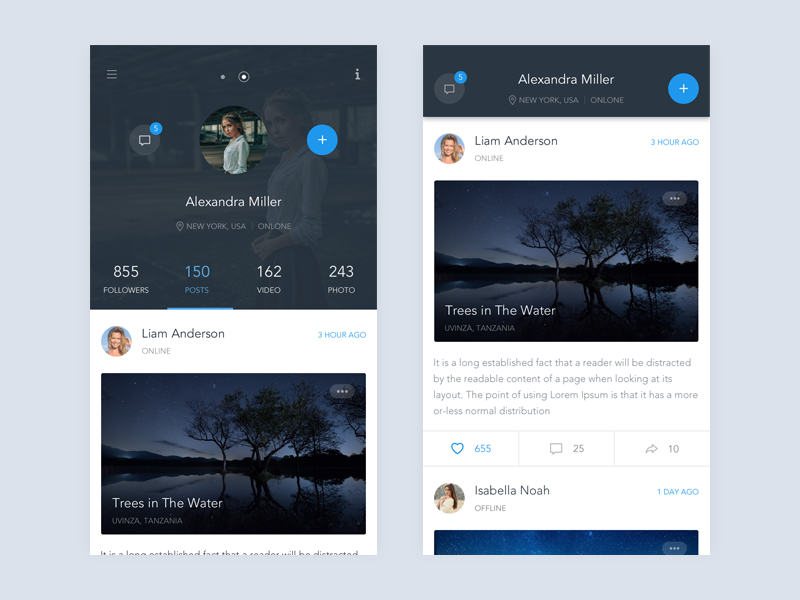 5
Alexandra Miller
NEW YORK, USA | ONLONE
855 150 162 243
FOLLOWERS POSTS VIDEO PHOTO
Liam Anderson 3 HOUR AGO
ONLINE
Trees in The Water
UVINZA, TANZANIA
It is a long established fact that a reader will be distracted
5
Alexandra Miller
NEW YORK, USA | ONLONE
Liam Anderson 3 HOUR AGO
ONLINE
Trees in The Water
UVINZA, TANZANIA
It is a long established fact that a reader will be distracted
by the readable content of a page when looking at its
layout. The point of using Lorem Ipsum is that it has a more
or-less normal distribution
655 25 10
Isabella Noah 1 DAY AGO
OFFLINE